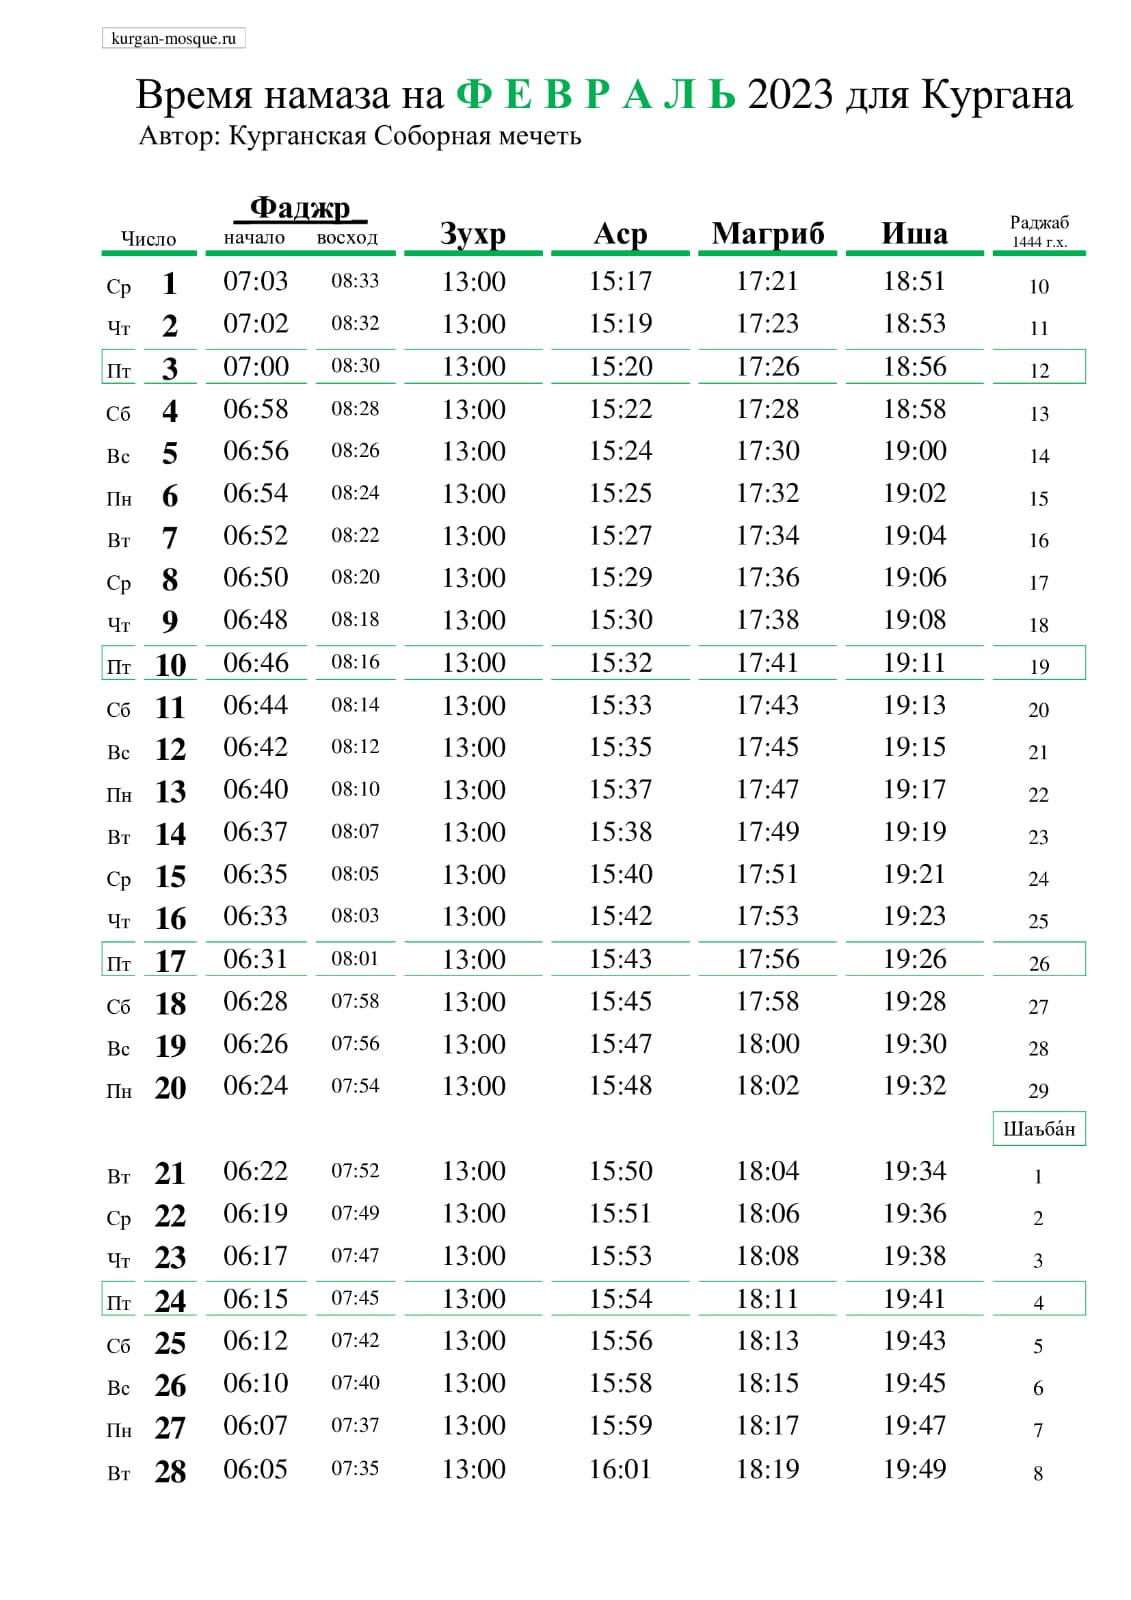 kurgan-mosque.ru
Время намаза на ФЕВРАЛЬ 2023 для Кургана
Автор: Курганская Соборная мечеть
Фаджр
Число начало восход Зухр Аср Магриб Иша Раджаб
1444 г.х.
Ср 1 07:03 08:33 13:00 15:17 17:21 18:51 10
Чт 2 07:02 08:32 13:00 15:19 17:23 18:53 11
Пт 3 07:00 08:30 13:00 15:20 17:26 18:56 12
Сб 4 06:58 08:28 13:00 15:22 17:28 18:58 13
Вс 5 06:56 08:26 13:00 15:24 17:30 19:00 14
Пн 6 06:54 08:24 13:00 15:25 17:32 19:02 15
Вт 7 06:52 08:22 13:00 15:27 17:34 19:04 16
Ср 8 06:50 08:20 13:00 15:29 17:36 19:06 17
Чт 9 06:48 08:18 13:00 15:30 17:38 19:08 18
Пт 10 06:46 08:16 13:00 15:32 17:41 19:11 19
Сб 11 06:44 08:14 13:00 15:33 17:43 19:13 20
Вс 12 06:42 08:12 13:00 15:35 17:45 19:15 21
Пн 13 06:40 08:10 13:00 15:37 17:47 19:17 22
Вт 14 06:37 08:07 13:00 15:38 17:49 19:19 23
Ср 15 06:35 08:05 13:00 15:40 17:51 19:21 24
Чт 16 06:33 08:03 13:00 15:42 17:53 19:23 25
Пт 17 06:31 08:01 13:00 15:43 17:56 19:26 26
Сб 18 06:28 07:58 13:00 15:45 17:58 19:28 27
Вс 19 06:26 07:56 13:00 15:47 18:00 19:30 28
Пн 20 06:24 07:54 13:00 15:48 18:02 19:32 29
Шаъбáн
Вт 21 06:22 07:52 13:00 15:50 18:04 19:34 1
Ср 22 06:19 07:49 13:00 15:51 18:06 19:36 2
Чт 23 06:17 07:47 13:00 15:53 18:08 19:38 3
Пт 24 06:15 07:45 13:00 15:54 18:11 19:41 4
Сб 25 06:12 07:42 13:00 15:56 18:13 19:43 5
Вс 26 06:10 07:40 13:00 15:58 18:15 19:45 6
Пн 27 06:07 07:37 13:00 15:59 18:17 19:47 7
Вт 28 06:05 07:35 13:00 16:01 18:19 19:49 8